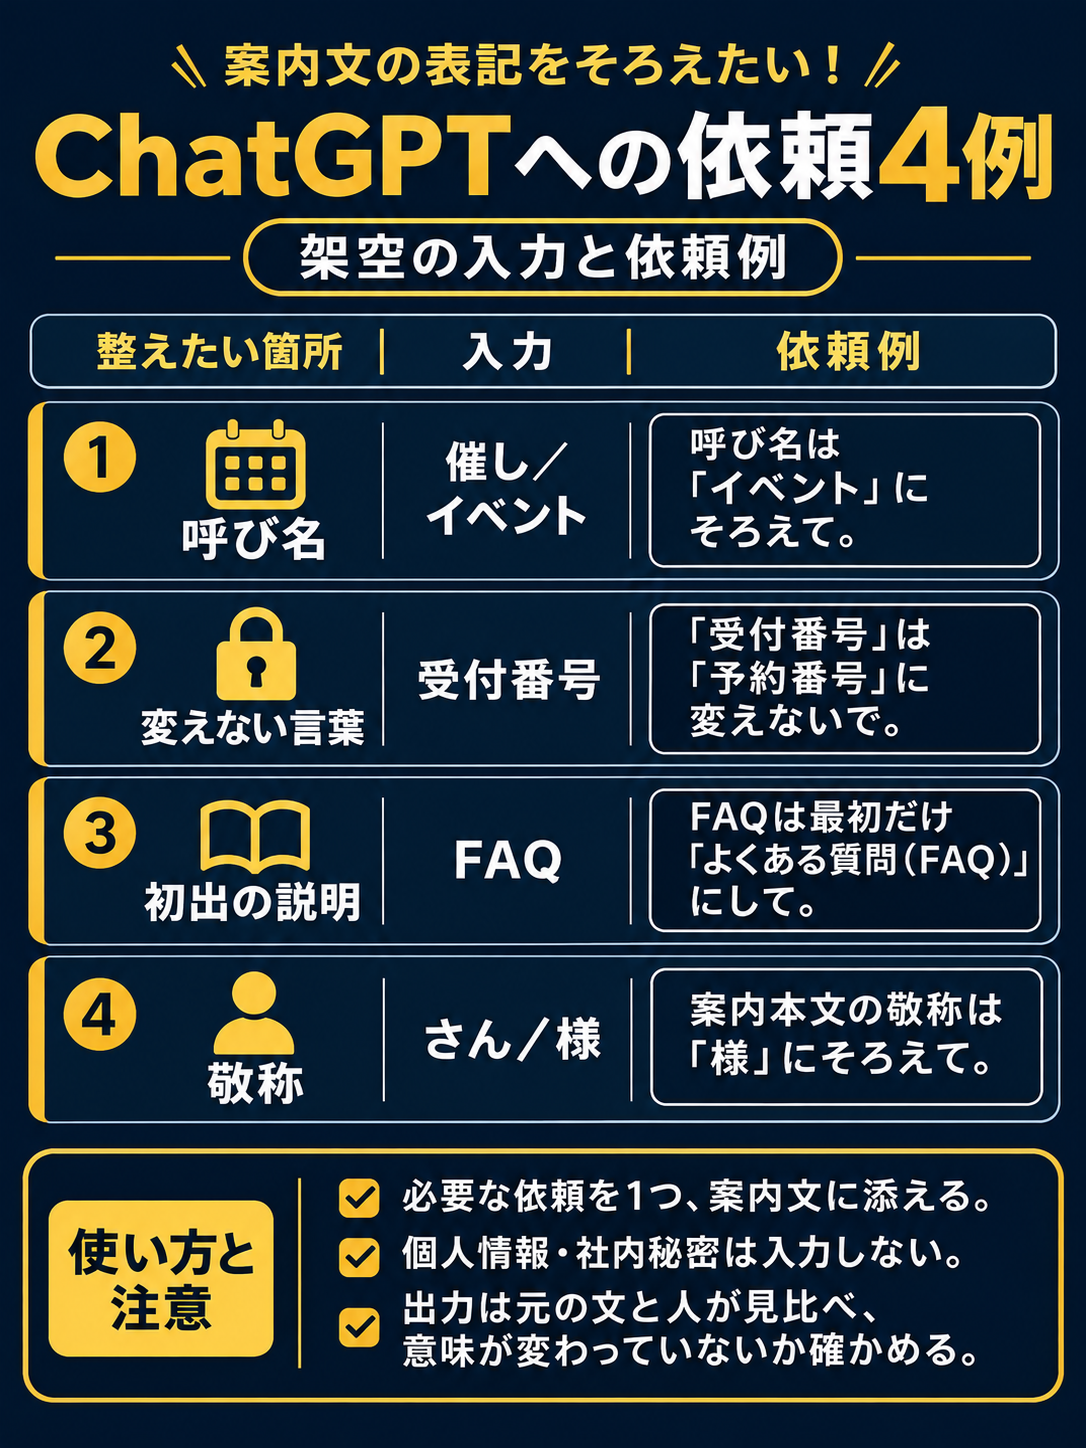 案内文の表記をそろえたい！
ChatGPTへの依頼4例
架空の入力と依頼例
整えたい箇所 入力 依頼例
1
呼び名
催し／
イベント
呼び名は
「イベント」に
そろえて。
2
変えない言葉
受付番号
「受付番号」は
「予約番号」に
変えないで。
3
初出の説明
FAQ
FAQは最初だけ
「よくある質問（FAQ）」
にして。
4
敬称
さん／様
案内本文の敬称は
「様」にそろえて。
使い方と
注意
必要な依頼を1つ、案内文に添える。
個人情報・社内秘密は入力しない。
出力は元の文と人が見比べ、
意味が変わっていないか確かめる。